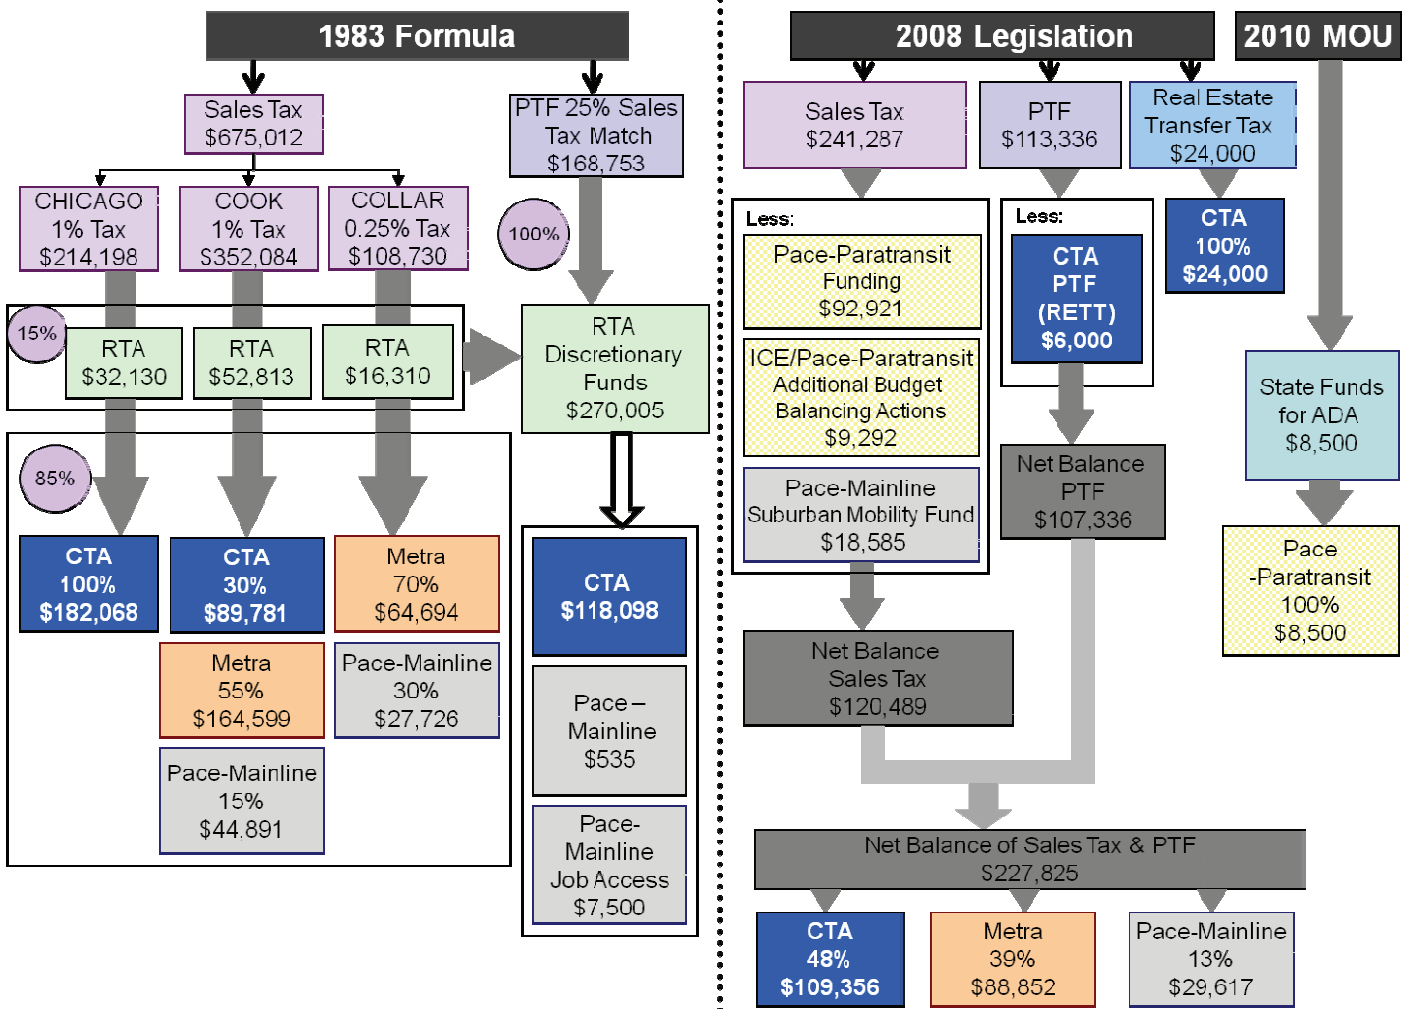 1983 Formula
Sales Tax
$675,012
PTF 25% Sales
Tax Match
$168,753
CHICAGO
1% Tax
$214,198
COOK
1% Tax
$352,084
COLLAR
0.25% Tax
$108,730
100%
15%
RTA
$32,130
RTA
$52,813
RTA
$16,310
RTA
Discretionary
Funds
$270,005
85%
CTA
100%
$182,068
CTA
30%
$89,781
Metra
70%
$64,694
Metra
55%
$164,599
Pace-Mainline
30%
$27,726
Pace-Mainline
15%
$44,891
CTA
$118,098
Pace –
Mainline
$535
Pace-
Mainline
Job Access
$7,500
2008 Legislation
Sales Tax
$241,287
PTF
$113,336
Real Estate
Transfer Tax
$24,000
Less:
Pace-Paratransit
Funding
$92,921
ICE/Pace-Paratransit
Additional Budget
Balancing Actions
$9,292
Pace-Mainline
Suburban Mobility Fund
$18,585
Less:
CTA
PTF
(RETT)
$6,000
CTA
100%
$24,000
Net Balance
PTF
$107,336
Net Balance
Sales Tax
$120,489
Net Balance of Sales Tax & PTF
$227,825
CTA
48%
$109,356
Metra
39%
$88,852
Pace-Mainline
13%
$29,617
2010 MOU
State Funds
for ADA
$8,500
Pace
-Paratransit
100%
$8,500